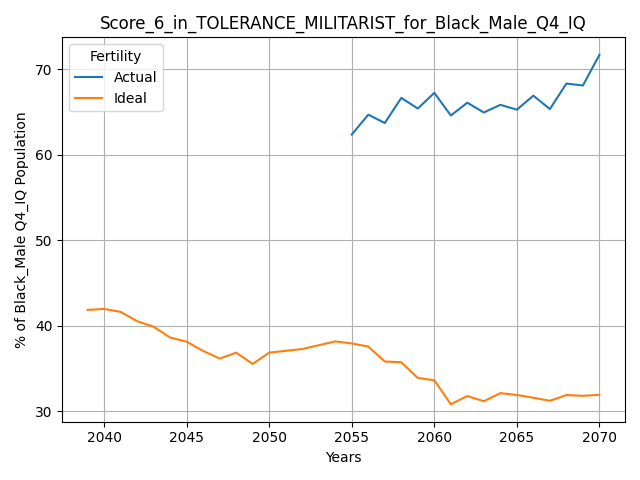 Score_6_in_TOLERANCE_MILITARIST_for_Black_Male_Q4_IQ
Fertility
Actual
Ideal
% of Black_Male Q4_IQ Population
70
60
50
40
30
2040 2045 2050 2055 2060 2065 2070
Years